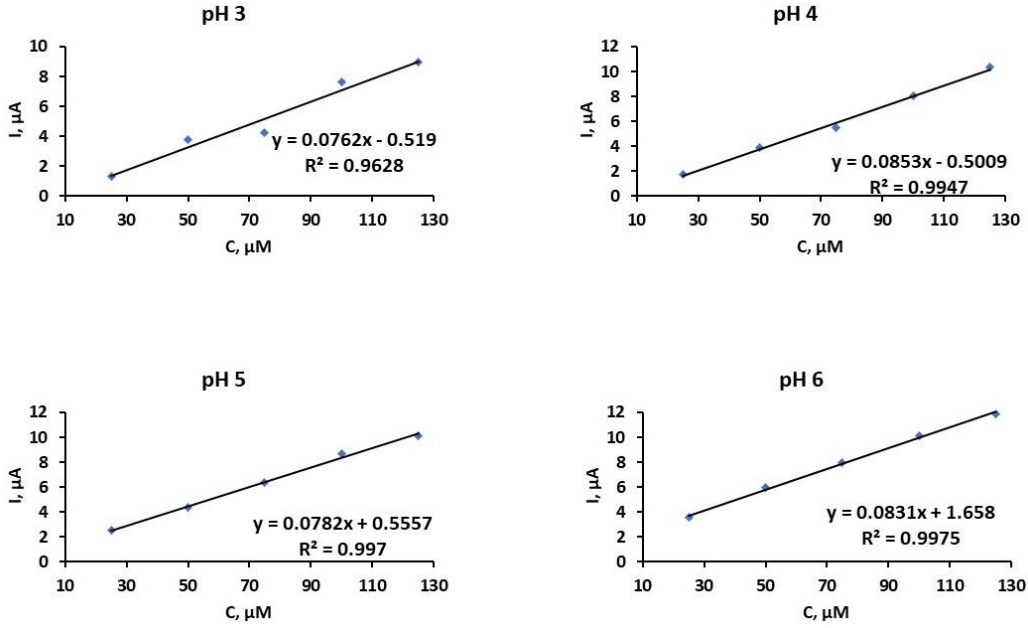 pH 3
10
8
6
4
2
0
I, µA
y = 0.0762x - 0.519
R² = 0.9628
10 30 50 70 90 110 130
C, µM
pH 4
12
10
8
6
4
2
0
I, µA
y = 0.0853x - 0.5009
R² = 0.9947
10 30 50 70 90 110 130
C, µM
pH 5
12
10
8
6
4
2
0
I, µA
y = 0.0782x + 0.5557
R² = 0.997
10 30 50 70 90 110 130
C, µM
pH 6
12
10
8
6
4
2
0
I, µA
y = 0.0831x + 1.658
R² = 0.9975
10 30 50 70 90 110 130
C, µM